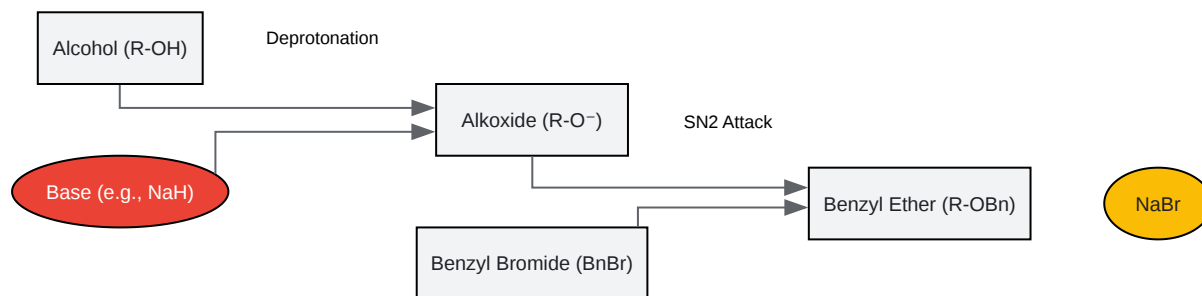 Alcohol (R-OH)
Deprotonation
Alkoxide (R-O⁻)
SN2 Attack
Base (e.g., NaH)
Benzyl Ether (R-OBn)
NaBr
Benzyl Bromide (BnBr)